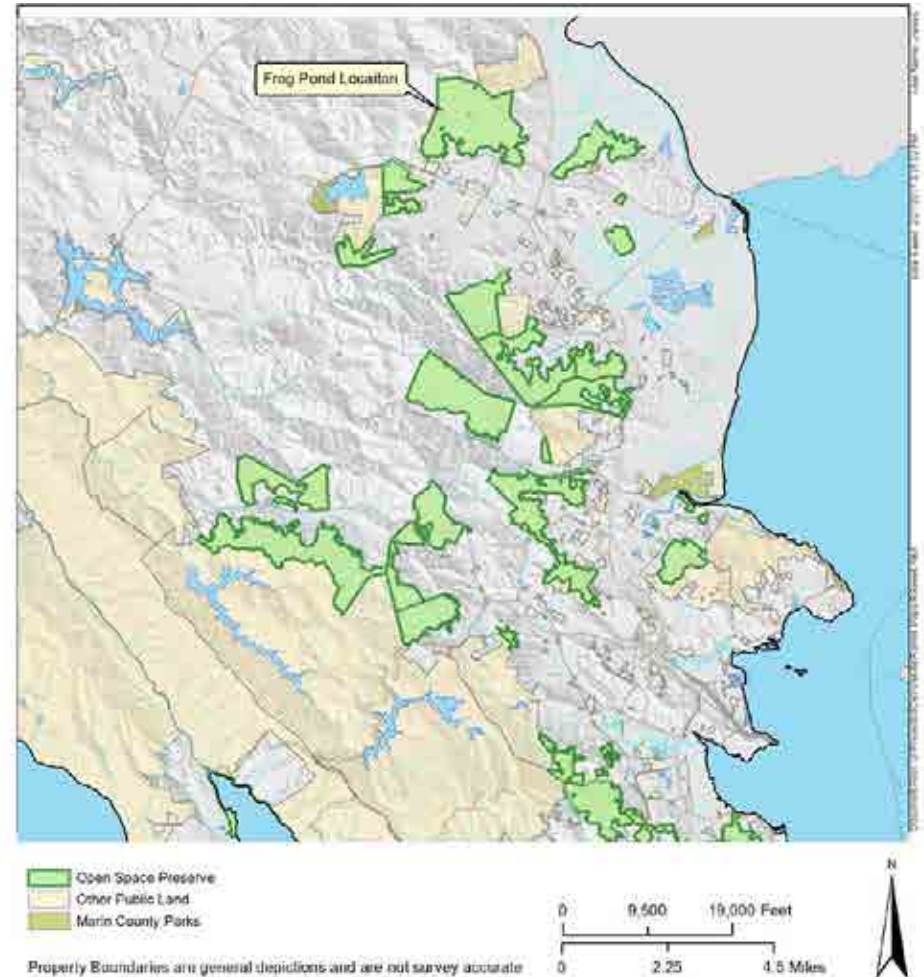 Frog Pond Location
Open Space Preserve
Other Public Land
Marin County Parks
0 9,500 19,000 Feet
0 2.25 4.5 Miles
N
Property Boundaries are general depictions and are not survey accurate